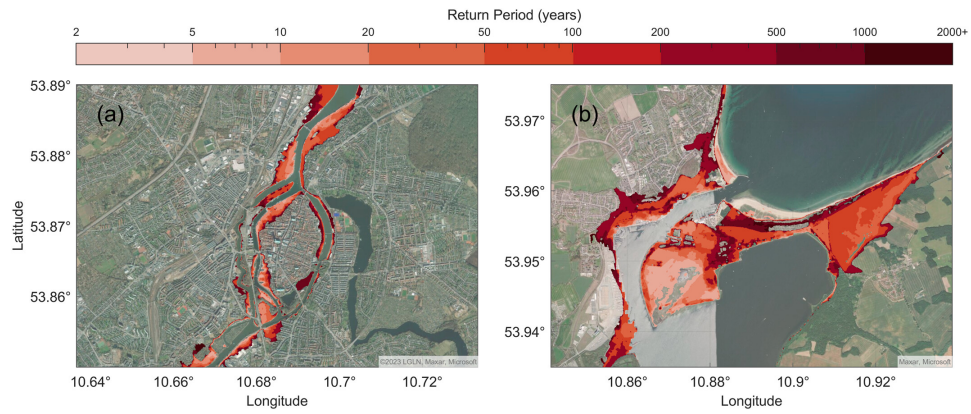 Return Period (years)
2 5 10 20 50 100 200 500 1000 2000+
53.89° (a)
53.88°
53.87°
53.86°
Latitude
©2023 LGLN, Maxar, Microsoft
10.64° 10.66° 10.68° 10.7° 10.72°
Longitude
53.97° (b)
53.96°
53.95°
53.94°
Maxar, Microsoft
10.86° 10.88° 10.9° 10.92°
Longitude